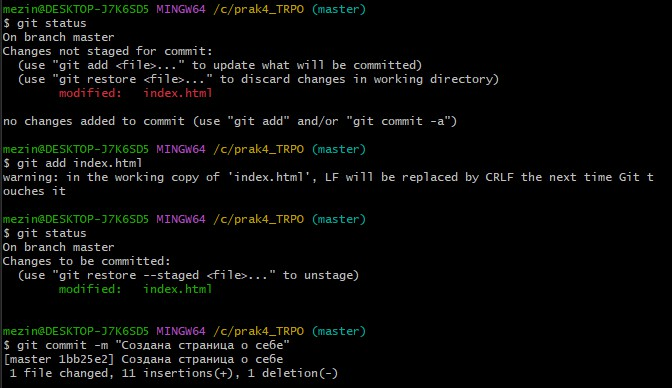 mezin@DESKTOP-J7K6SD5 MINGW64 /c/prak4_TRPO (master)
$ git status
On branch master
Changes not staged for commit:
  (use "git add <file>..." to update what will be committed)
  (use "git restore <file>..." to discard changes in working directory)
        modified:   index.html

no changes added to commit (use "git add" and/or "git commit -a")

mezin@DESKTOP-J7K6SD5 MINGW64 /c/prak4_TRPO (master)
$ git add index.html
warning: in the working copy of 'index.html', LF will be replaced by CRLF the next time Git t
ouches it

mezin@DESKTOP-J7K6SD5 MINGW64 /c/prak4_TRPO (master)
$ git status
On branch master
Changes to be committed:
  (use "git restore --staged <file>..." to unstage)
        modified:   index.html


mezin@DESKTOP-J7K6SD5 MINGW64 /c/prak4_TRPO (master)
$ git commit -m "Создана страница о себе"
[master 1bb25e2] Создана страница о себе
 1 file changed, 11 insertions(+), 1 deletion(-)